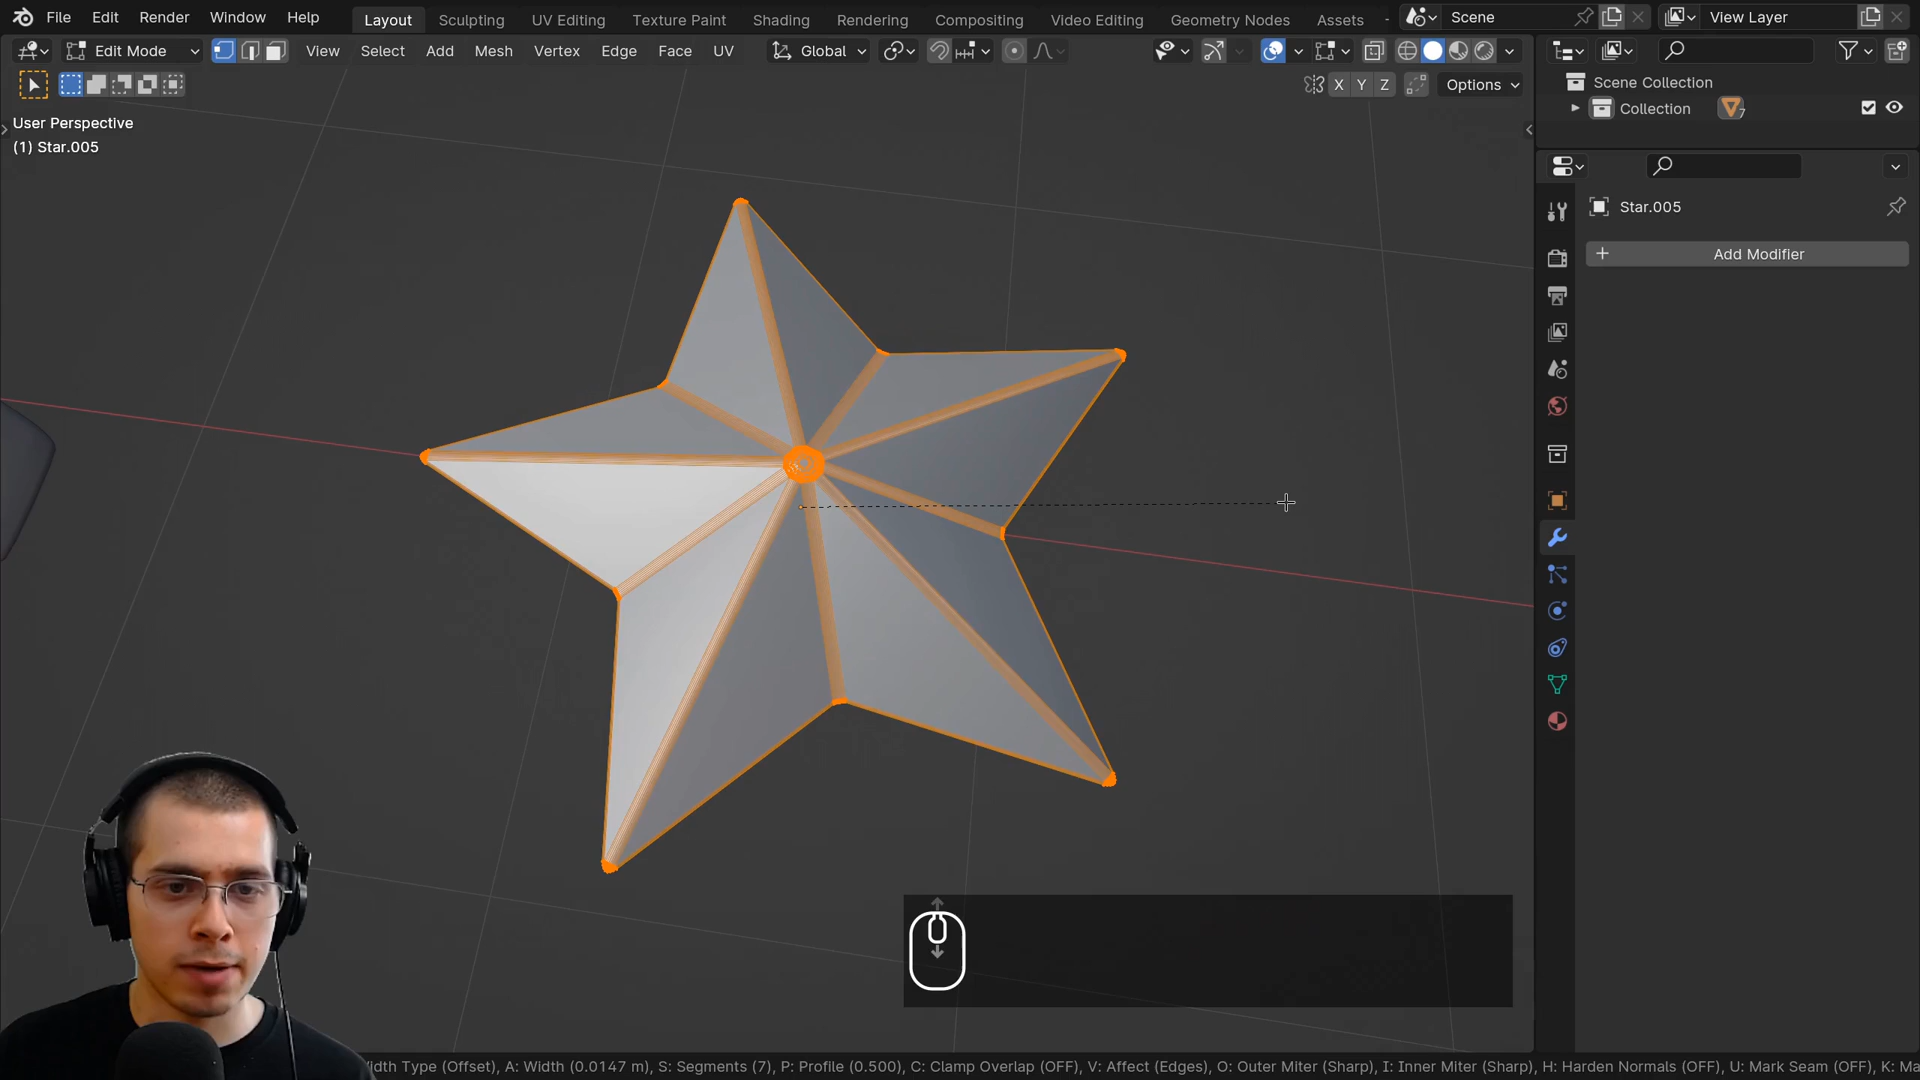 File Edit Render Window Help Layout Sculpting UV Editing Texture Paint Shading Rendering Compositing Video Editing Geometry Nodes Assets Scene View Layer
Edit Mode View Select Add Mesh Vertex Edge Face UV Global
X Y Z Options
Scene Collection
Collection 7
User Perspective
(1) Star.005
Star.005
Add Modifier
idth Type (Offset), A: Width (0.0147 m), S: Segments (7), P: Profile (0.500), C: Clamp Overlap (OFF), V: Affect (Edges), O: Outer Miter (Sharp), I: Inner Miter (Sharp), H: Harden Normals (OFF), U: Mark Seam (OFF), K: Ma